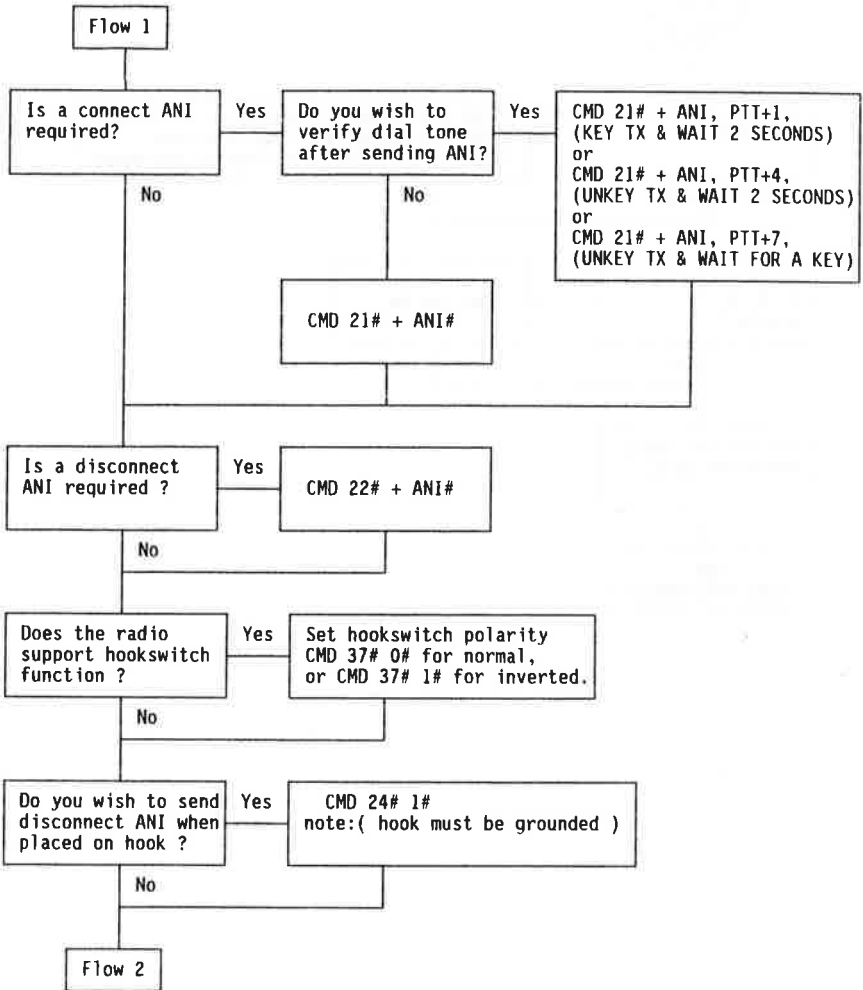 Flow 1
Is a connect ANI
required?
Yes
Do you wish to
verify dial tone
after sending ANI?
Yes
CMD 21# + ANI, PTT+1,
(KEY TX & WAIT 2 SECONDS)
or
CMD 21# + ANI, PTT+4,
(UNKEY TX & WAIT 2 SECONDS)
or
CMD 21# + ANI, PTT+7,
(UNKEY TX & WAIT FOR A KEY)
No
No
CMD 21# + ANI#
Is a disconnect
ANI required ?
Yes
CMD 22# + ANI#
No
Does the radio
support hookswitch
function ?
Yes
Set hookswitch polarity
CMD 37# 0# for normal,
or CMD 37# 1# for inverted.
No
Do you wish to send
disconnect ANI when
placed on hook ?
Yes
CMD 24# 1#
note:( hook must be grounded )
No
Flow 2